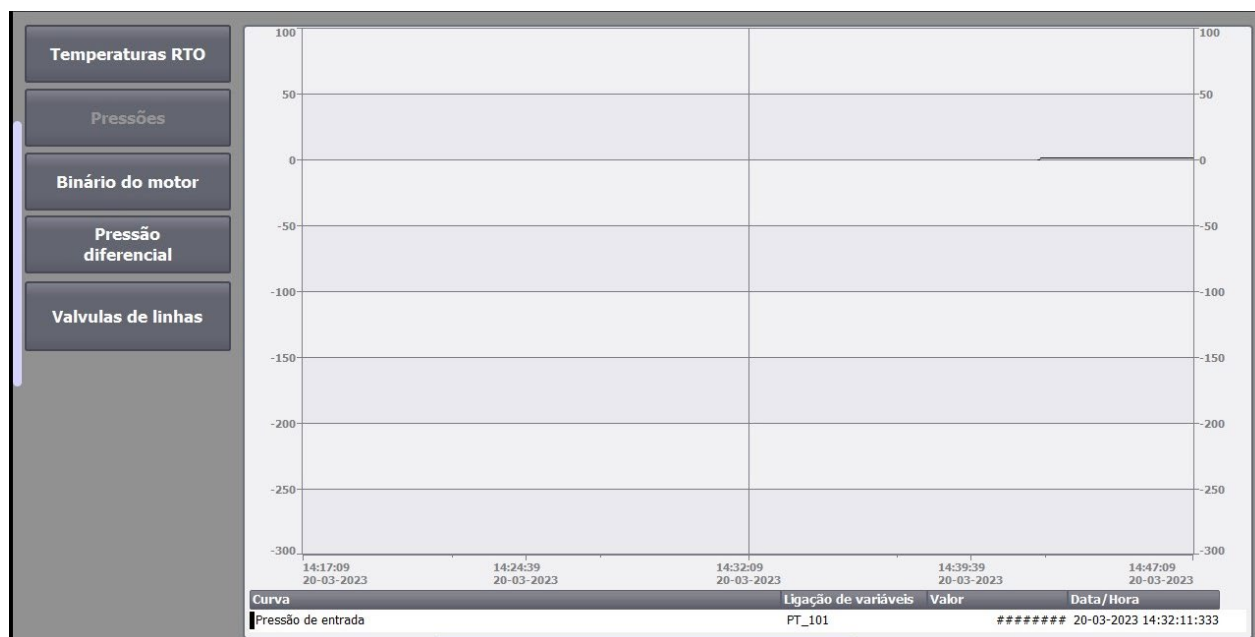 Temperaturas RTO
Pressões
Binário do motor
Pressão
diferencial
Valvulas de linhas
100 100
50 50
0 0
-50 -50
-100 -100
-150 -150
-200 -200
-250 -250
-300 -300
14:17:09 14:24:39 14:32:09 14:39:39 14:47:09
20-03-2023 20-03-2023 20-03-2023 20-03-2023 20-03-2023
Curva Ligação de variáveis Valor Data/Hora
Pressão de entrada PT_101 ######## 20-03-2023 14:32:11:333